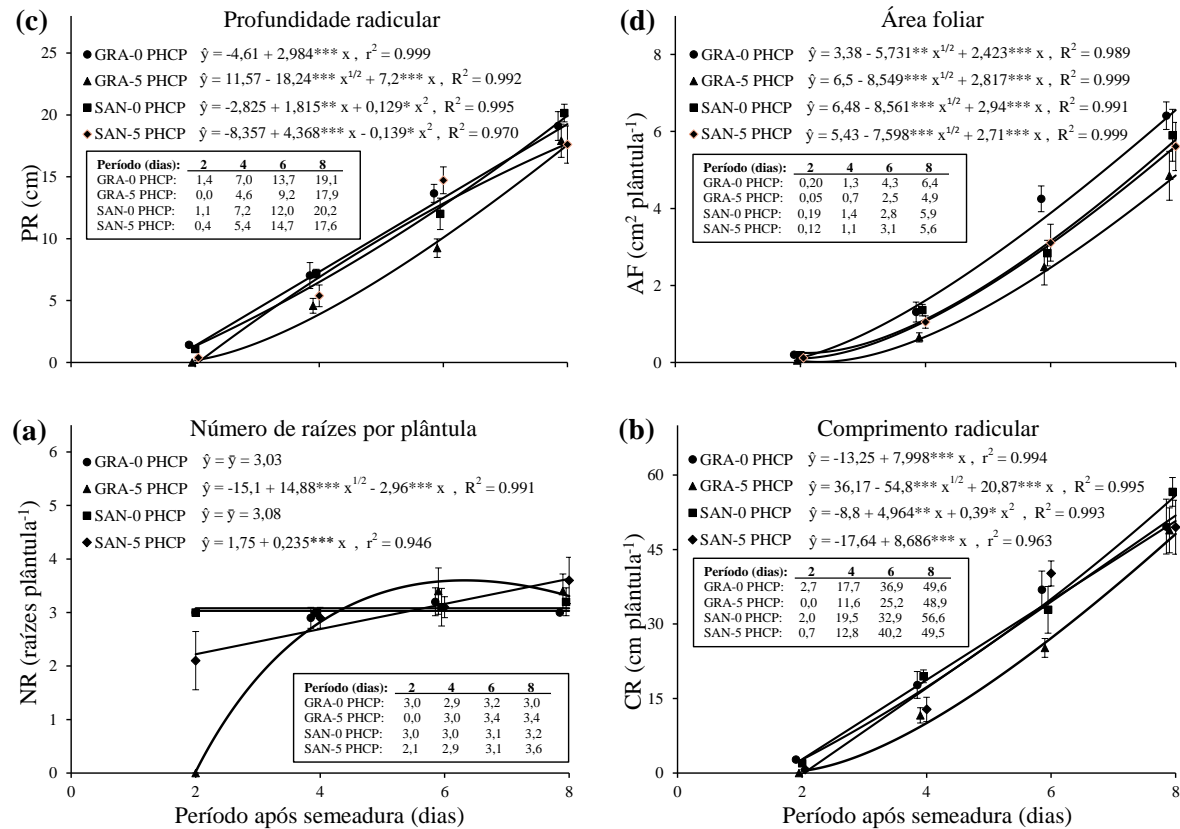 (c) Profundidade radicular
25
20
15
10
5
0
PR (cm)
GRA-0 PHCP ŷ = -4,61 + 2,984*** x , r² = 0.999
GRA-5 PHCP ŷ = 11,57 - 18,24*** x^1/2 + 7,2*** x , R² = 0.992
SAN-0 PHCP ŷ = -2,825 + 1,815** x + 0,129* x² , R² = 0.995
SAN-5 PHCP ŷ = -8,357 + 4,368*** x - 0,139* x² , R² = 0.970
Período (dias): 2 4 6 8
GRA-0 PHCP: 1,4 7,0 13,7 19,1
GRA-5 PHCP: 0,0 4,6 9,2 17,9
SAN-0 PHCP: 1,1 7,2 12,0 20,2
SAN-5 PHCP: 0,4 5,4 14,7 17,6
(d) Área foliar
8
6
4
2
0
AF (cm² plântula⁻¹)
GRA-0 PHCP ŷ = 3,38 - 5,731** x^1/2 + 2,423*** x , R² = 0.989
GRA-5 PHCP ŷ = 6,5 - 8,549*** x^1/2 + 2,817*** x , R² = 0.999
SAN-0 PHCP ŷ = 6,48 - 8,561*** x^1/2 + 2,94*** x , R² = 0.991
SAN-5 PHCP ŷ = 5,43 - 7,598*** x^1/2 + 2,71*** x , R² = 0.999
Período (dias): 2 4 6 8
GRA-0 PHCP: 0,20 1,3 4,3 6,4
GRA-5 PHCP: 0,05 0,7 2,5 4,9
SAN-0 PHCP: 0,19 1,4 2,8 5,9
SAN-5 PHCP: 0,12 1,1 3,1 5,6
(a) Número de raízes por plântula
6
5
4
3
2
1
0
NR (raízes plântula⁻¹)
GRA-0 PHCP ŷ = ȳ = 3,03
GRA-5 PHCP ŷ = -15,1 + 14,88*** x^1/2 - 2,96*** x , R² = 0.991
SAN-0 PHCP ŷ = ȳ = 3,08
SAN-5 PHCP ŷ = 1,75 + 0,235*** x , r² = 0.946
Período (dias): 2 4 6 8
GRA-0 PHCP: 3,0 2,9 3,2 3,0
GRA-5 PHCP: 0,0 3,0 3,4 3,4
SAN-0 PHCP: 3,0 3,0 3,1 3,2
SAN-5 PHCP: 2,1 2,9 3,1 3,6
0 2 4 6 8
Período após semeadura (dias)
(b) Comprimento radicular
60
45
30
15
0
CR (cm plântula⁻¹)
GRA-0 PHCP ŷ = -13,25 + 7,998*** x , r² = 0.994
GRA-5 PHCP ŷ = 36,17 - 54,8*** x^1/2 + 20,87*** x , R² = 0.995
SAN-0 PHCP ŷ = -8,8 + 4,964** x + 0,39* x² , R² = 0.993
SAN-5 PHCP ŷ = -17,64 + 8,686*** x , r² = 0.963
Período (dias): 2 4 6 8
GRA-0 PHCP: 2,7 17,7 36,9 49,6
GRA-5 PHCP: 0,0 11,6 25,2 48,9
SAN-0 PHCP: 2,0 19,5 32,9 56,6
SAN-5 PHCP: 0,7 12,8 40,2 49,5
0 2 4 6 8
Período após semeadura (dias)